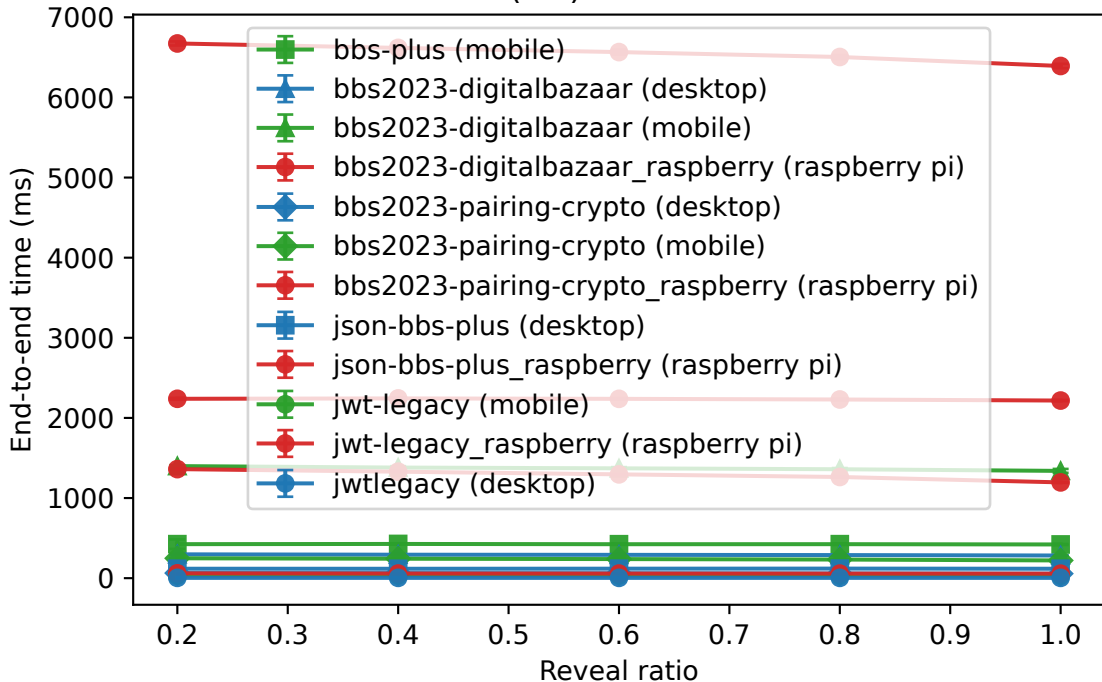 7000
6000
5000
4000
3000
2000
1000
0
End-to-end time (ms)
bbs-plus (mobile)
bbs2023-digitalbazaar (desktop)
bbs2023-digitalbazaar (mobile)
bbs2023-digitalbazaar_raspberry (raspberry pi)
bbs2023-pairing-crypto (desktop)
bbs2023-pairing-crypto (mobile)
bbs2023-pairing-crypto_raspberry (raspberry pi)
json-bbs-plus (desktop)
json-bbs-plus_raspberry (raspberry pi)
jwt-legacy (mobile)
jwt-legacy_raspberry (raspberry pi)
jwtlegacy (desktop)
0.2 0.3 0.4 0.5 0.6 0.7 0.8 0.9 1.0
Reveal ratio